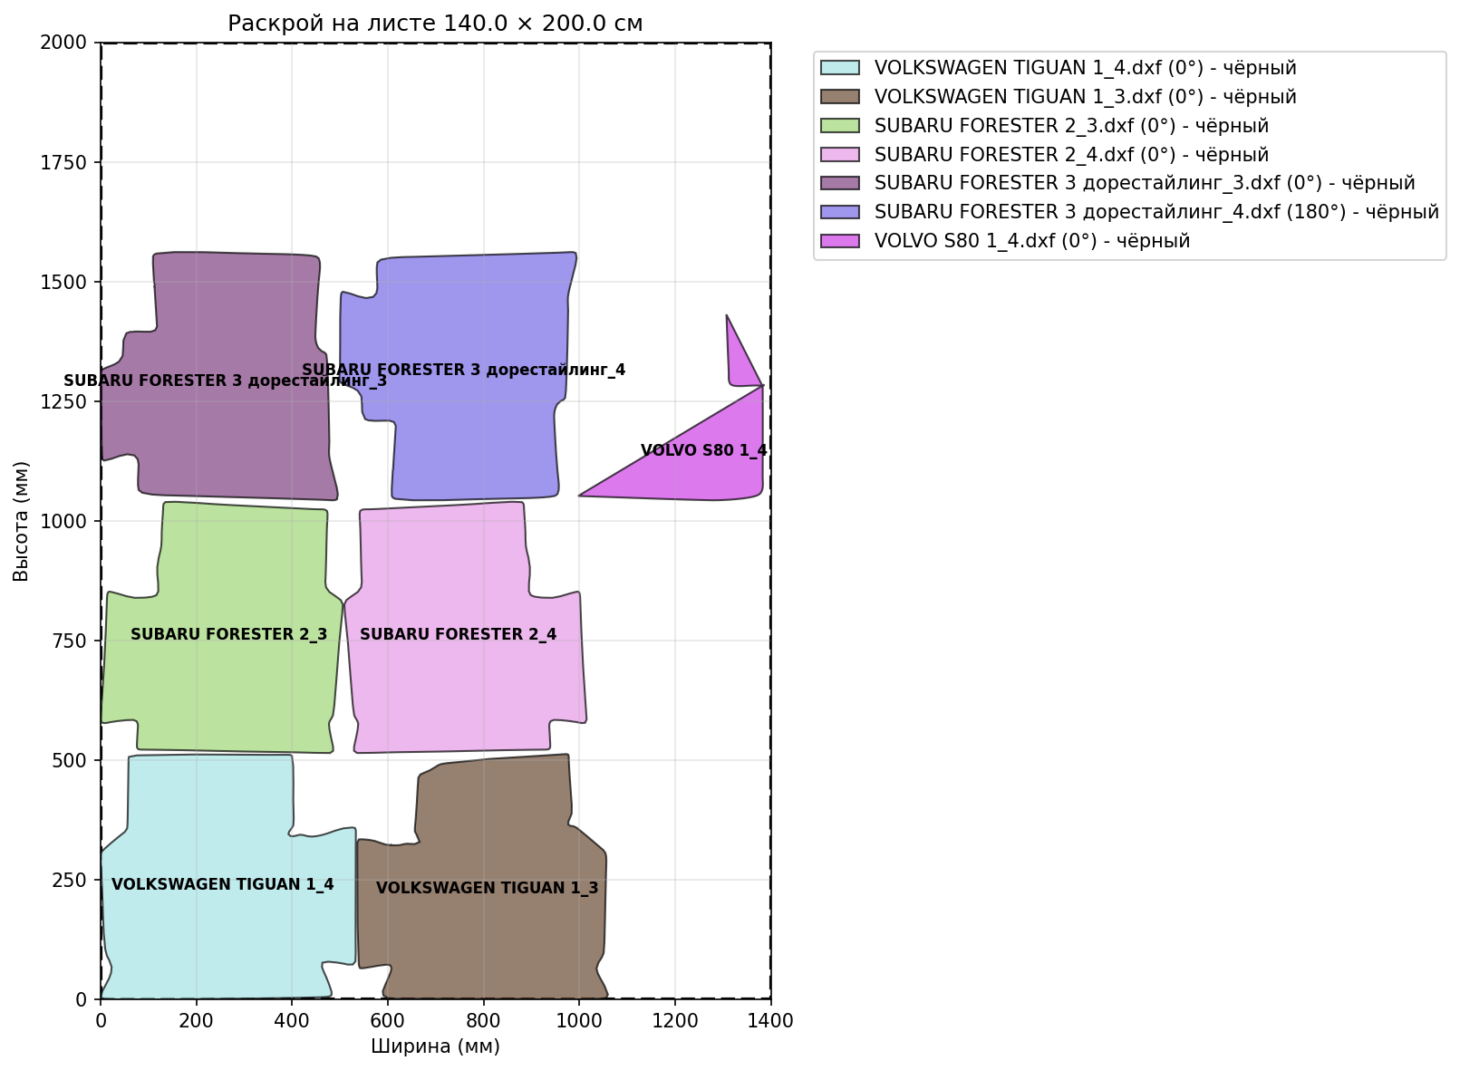 Раскрой на листе 140.0 × 200.0 см
VOLKSWAGEN TIGUAN 1_4.dxf (0°) - чёрный
VOLKSWAGEN TIGUAN 1_3.dxf (0°) - чёрный
SUBARU FORESTER 2_3.dxf (0°) - чёрный
SUBARU FORESTER 2_4.dxf (0°) - чёрный
SUBARU FORESTER 3 дорестайлинг_3.dxf (0°) - чёрный
SUBARU FORESTER 3 дорестайлинг_4.dxf (180°) - чёрный
VOLVO S80 1_4.dxf (0°) - чёрный
Высота (мм)
2000
1750
1500
1250
1000
750
500
250
0
SUBARU FORESTER 3 дорестайлинг_3
SUBARU FORESTER 3 дорестайлинг_4
VOLVO S80 1_4
SUBARU FORESTER 2_3
SUBARU FORESTER 2_4
VOLKSWAGEN TIGUAN 1_4
VOLKSWAGEN TIGUAN 1_3
0 200 400 600 800 1000 1200 1400
Ширина (мм)